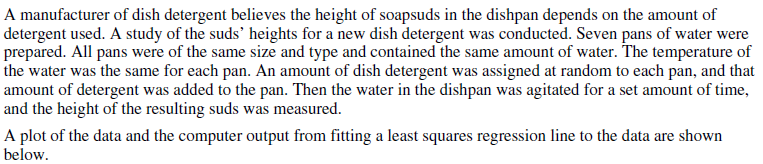 A manufacturer of dish detergent believes the height of soapsuds in the dishpan depends on the amount of
detergent used. A study of the suds’ heights for a new dish detergent was conducted. Seven pans of water were
prepared. All pans were of the same size and type and contained the same amount of water. The temperature of
the water was the same for each pan. An amount of dish detergent was assigned at random to each pan, and that
amount of detergent was added to the pan. Then the water in the dishpan was agitated for a set amount of time,
and the height of the resulting suds was measured.
A plot of the data and the computer output from fitting a least squares regression line to the data are shown
below.